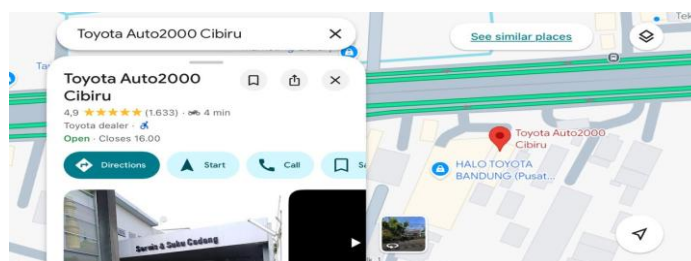 Toyota Auto2000 Cibiru
Toyota Auto2000
Cibiru
4,9 (1.633) · 4 min
Toyota dealer ·
Open · Closes 16.00
Directions
Start
Call
Servis & Suku Cadang
See similar places
Toyota Auto2000
Cibiru
HALO TOYOTA
BANDUNG (Pusat...